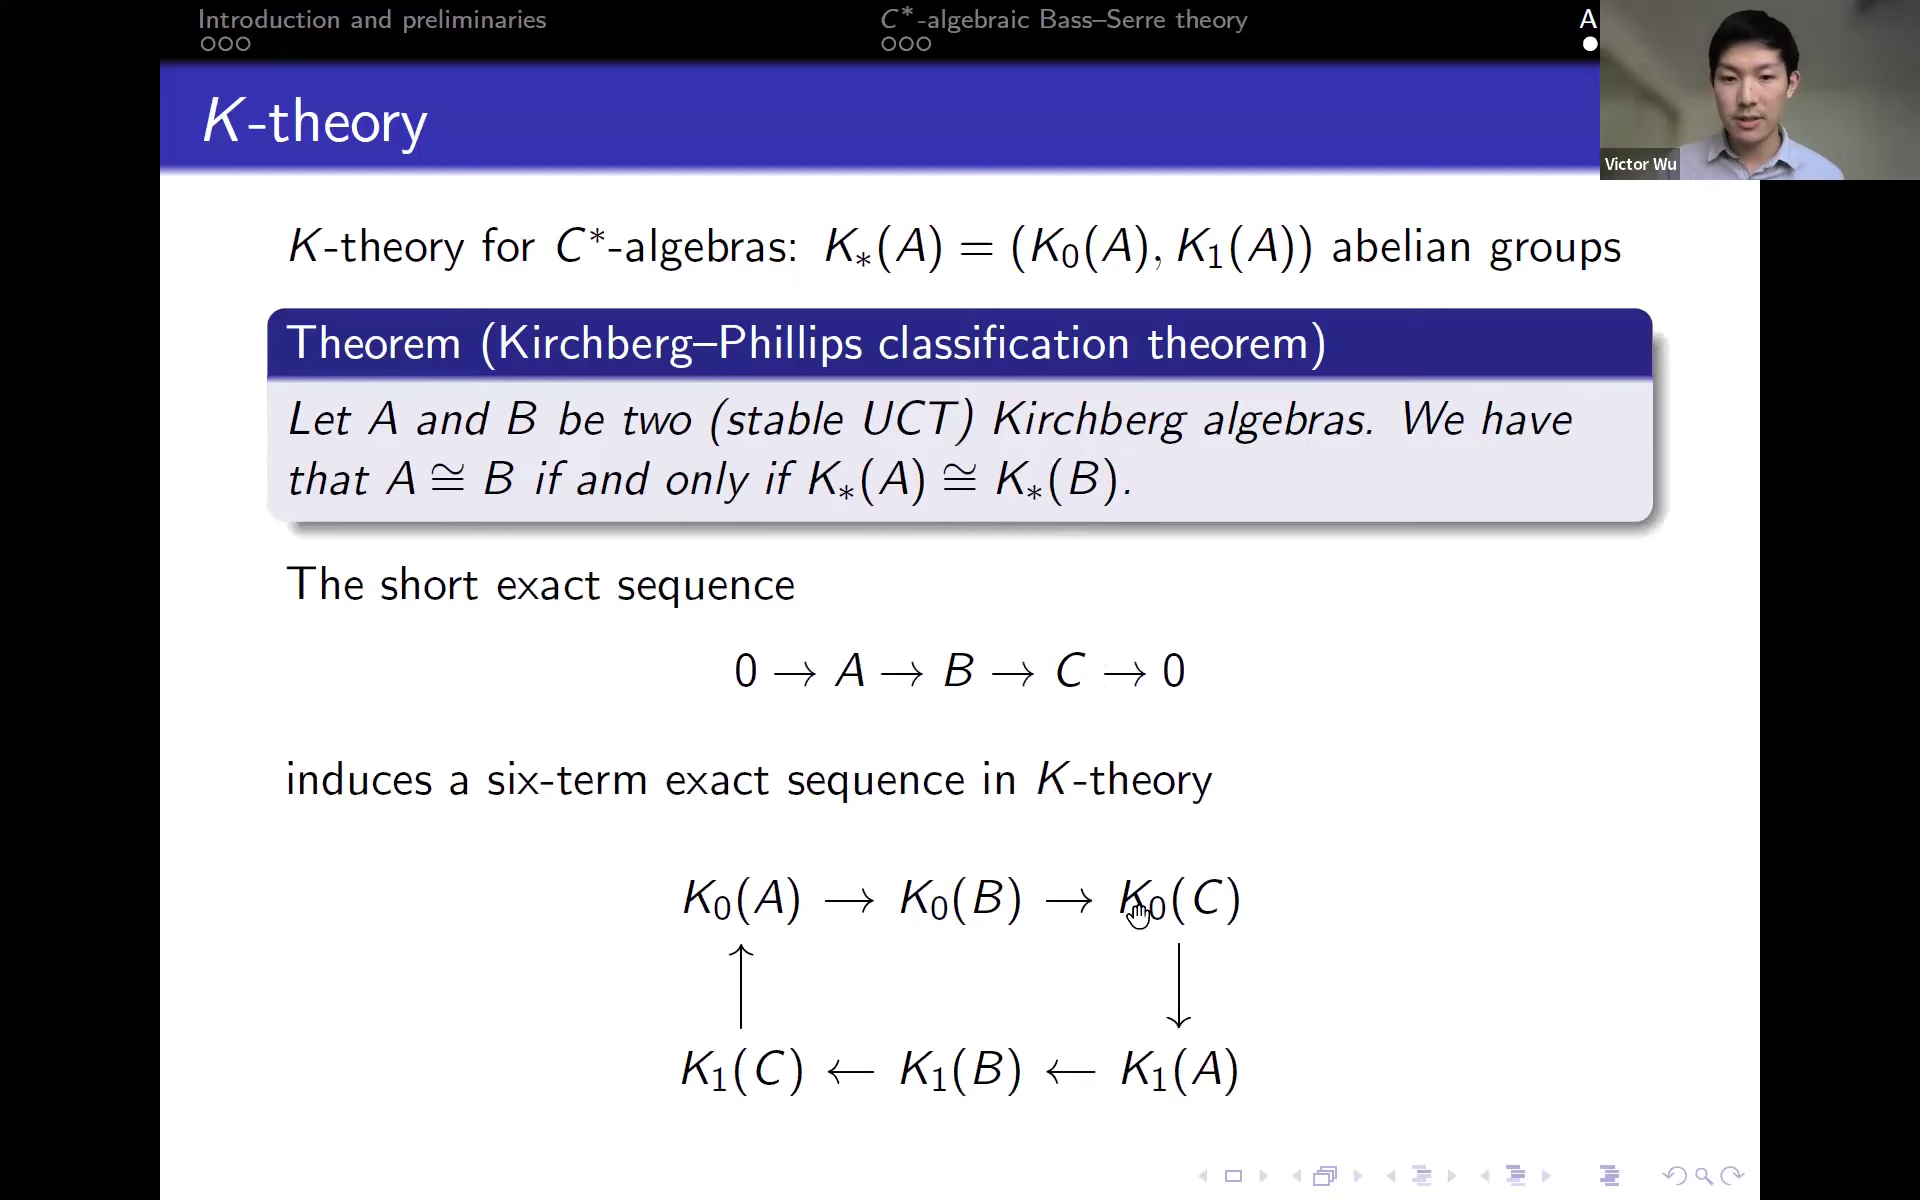 Introduction and preliminaries
C*-algebraic Bass–Serre theory
A
K-theory
Victor Wu
K-theory for C*-algebras: K∗(A) = (K₀(A), K₁(A)) abelian groups
Theorem (Kirchberg–Phillips classification theorem)
Let A and B be two (stable UCT) Kirchberg algebras. We have
that A ≅ B if and only if K∗(A) ≅ K∗(B).
The short exact sequence
0 → A → B → C → 0
induces a six-term exact sequence in K-theory
K₀(A) → K₀(B) → K₀(C)
↑ ↓
K₁(C) ← K₁(B) ← K₁(A)